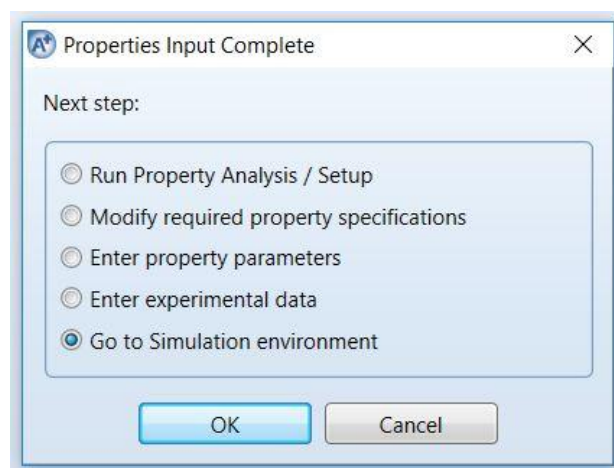 Properties Input Complete
Next step:
Run Property Analysis / Setup
Modify required property specifications
Enter property parameters
Enter experimental data
Go to Simulation environment
OK
Cancel